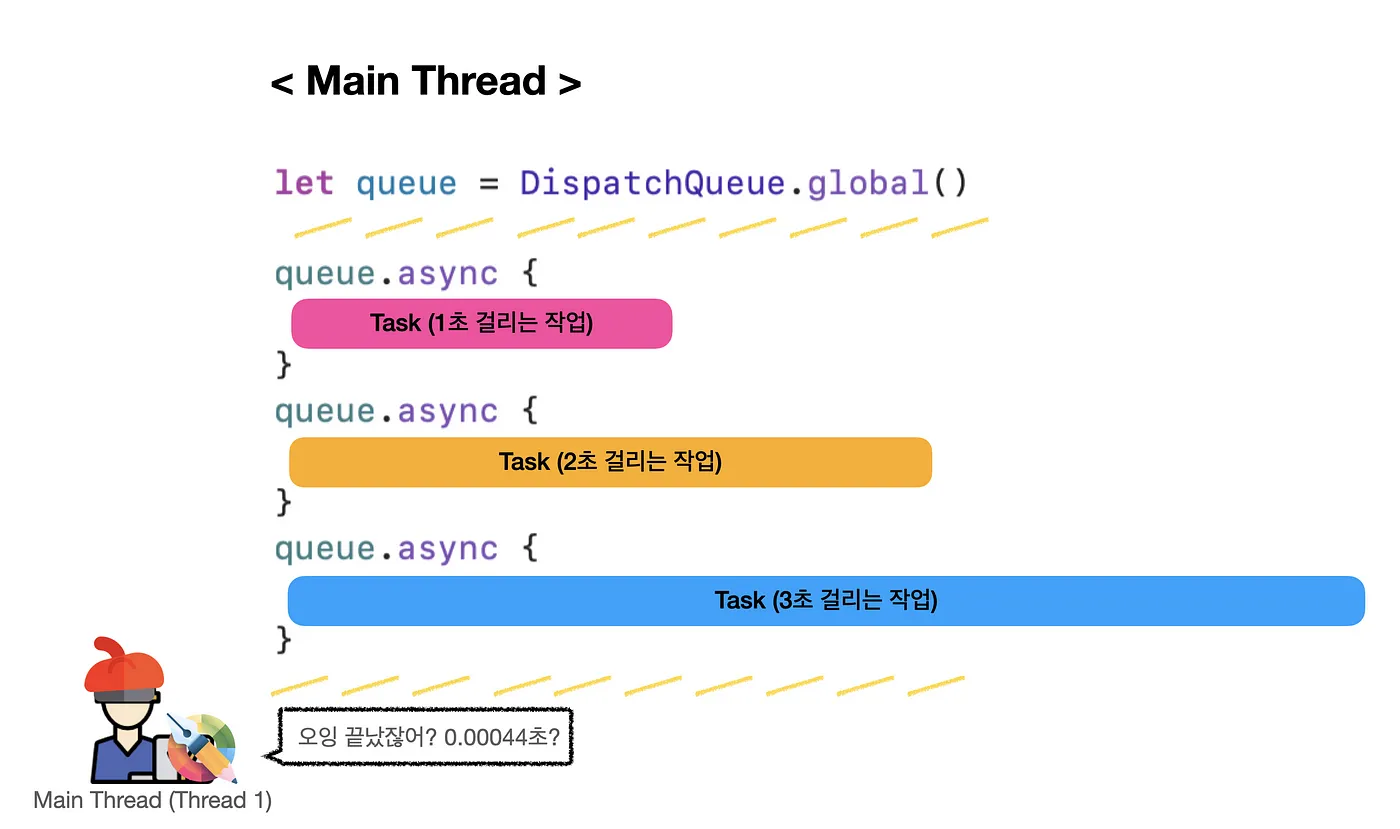 < Main Thread >
let queue = DispatchQueue.global()
queue.async {
Task (1초 걸리는 작업)
}
queue.async {
Task (2초 걸리는 작업)
}
queue.async {
Task (3초 걸리는 작업)
}
오잉 끝났잖어? 0.00044초?
Main Thread (Thread 1)